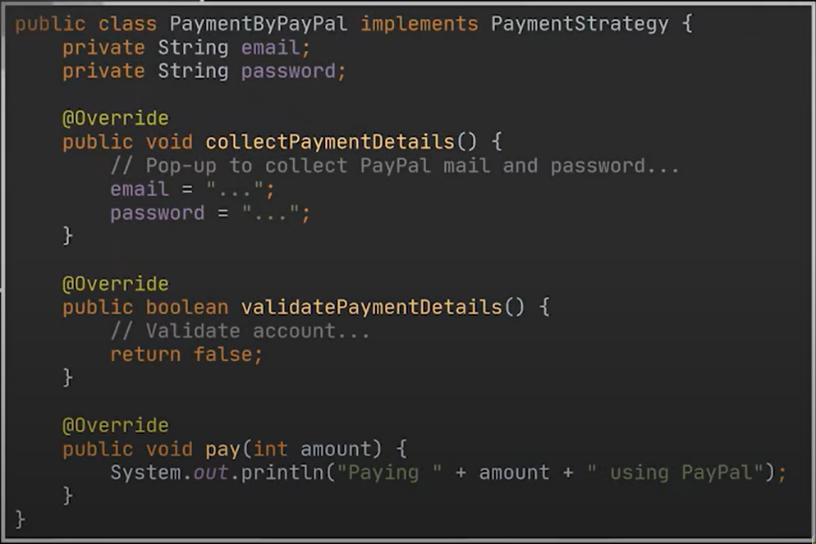 public class PaymentByPayPal implements PaymentStrategy {
    private String email;
    private String password;

    @Override
    public void collectPaymentDetails() {
        // Pop-up to collect PayPal mail and password...
        email = "...";
        password = "...";
    }

    @Override
    public boolean validatePaymentDetails() {
        // Validate account...
        return false;
    }

    @Override
    public void pay(int amount) {
        System.out.println("Paying " + amount + " using PayPal");
    }
}